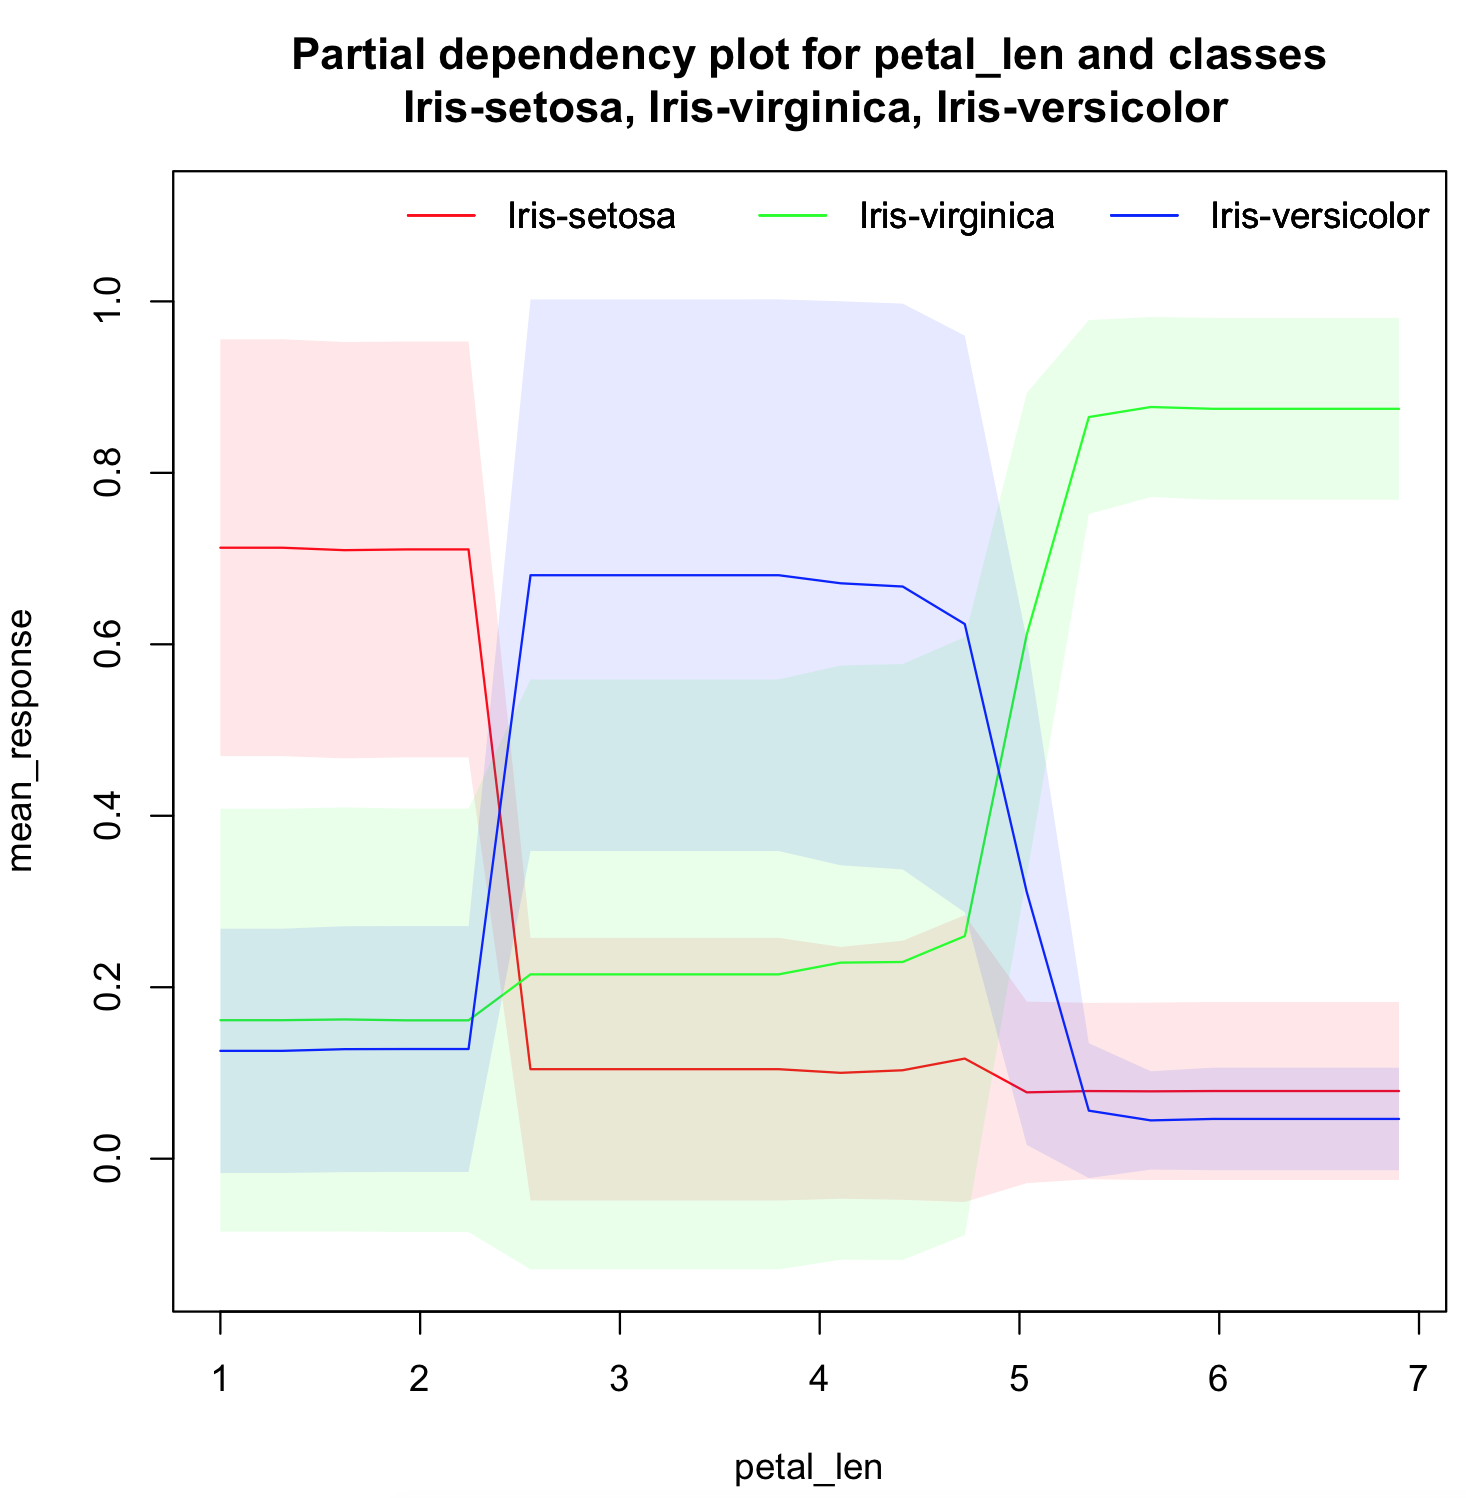 Partial dependency plot for petal_len and classes
Iris-setosa, Iris-virginica, Iris-versicolor
Iris-setosa Iris-virginica Iris-versicolor
mean_response
1.0
0.8
0.6
0.4
0.2
0.0
1 2 3 4 5 6 7
petal_len